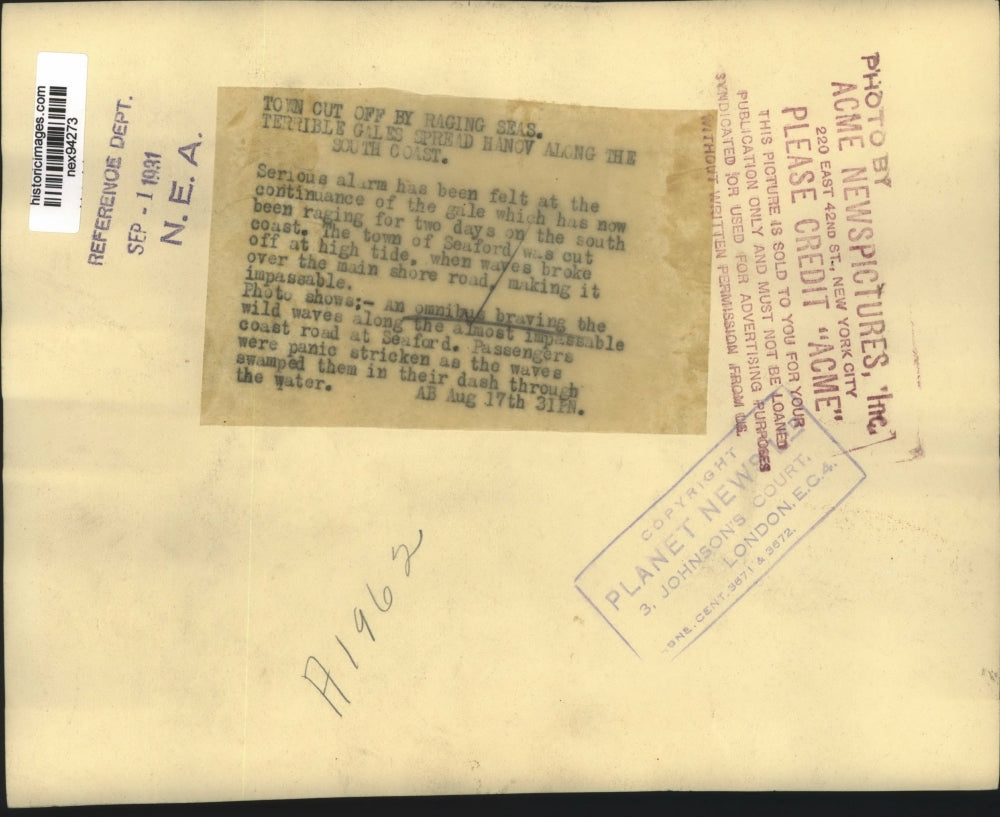 historicimages.com
nex94273
REFERENCE DEPT.
SEP - 1 1931
N. E. A.
TOWN CUT OFF BY RAGING SEAS.
TERRIBLE GALES SPREAD HANOV ALONG THE
SOUTH COAST.
Serious alarm has been felt at the
continuance of the gale which has now
been raging for two days on the south
coast. The town of Seaford was cut
off at high tide, when waves broke
over the main shore road, making it
impassable.
Photo shows:- An omnibus braving the
wild waves along the almost impassable
coast road at Seaford. Passengers
were panic stricken as the waves
swamped them in their dash through
the water.
AB Aug 17th 31PN.
PHOTO BY
ACME NEWSPICTURES, Inc.
220 EAST 42ND ST., NEW YORK CITY
PLEASE CREDIT "ACME"
THIS PICTURE IS SOLD TO YOU FOR YOUR
PUBLICATION ONLY AND MUST NOT BE LOANED
SYNDICATED OR USED FOR ADVERTISING PURPOSES
WITHOUT WRITTEN PERMISSION FROM US.
COPYRIGHT
PLANET NEWS
3, JOHNSON'S COURT,
LONDON. E.C.4.
CENT. 3671 & 3672.
A1962